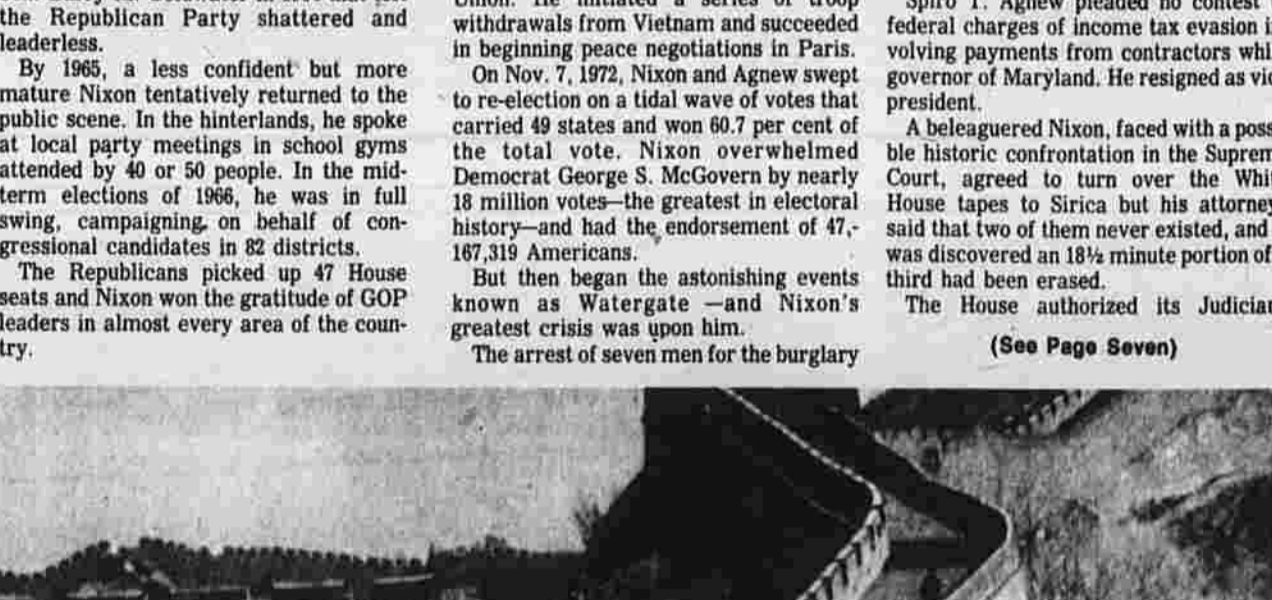 the Republican Party shattered and
leaderless.
By 1965, a less confident but more
mature Nixon tentatively returned to the
public scene. In the hinterlands, he spoke
at local party meetings in school gyms
attended by 40 or 50 people. In the mid-
term elections of 1966, he was in full
swing, campaigning on behalf of con-
gressional candidates in 82 districts.
The Republicans picked up 47 House
seats and Nixon won the gratitude of GOP
leaders in almost every area of the coun-
try.
Union. He initiated a series of troop
withdrawals from Vietnam and succeeded
in beginning peace negotiations in Paris.
On Nov. 7, 1972, Nixon and Agnew swept
to re-election on a tidal wave of votes that
carried 49 states and won 60.7 per cent of
the total vote. Nixon overwhelmed
Democrat George S. McGovern by nearly
18 million votes—the greatest in electoral
history—and had the endorsement of 47,-
167,319 Americans.
But then began the astonishing events
known as Watergate —and Nixon's
greatest crisis was upon him.
The arrest of seven men for the burglary
Spiro T. Agnew pleaded no contest
federal charges of income tax evasion i
volving payments from contractors whi
governor of Maryland. He resigned as vi
president.
A beleaguered Nixon, faced with a poss
ble historic confrontation in the Suprem
Court, agreed to turn over the Whit
House tapes to Sirica but his attorney
said that two of them never existed, and
was discovered an 18½ minute portion of
third had been erased.
The House authorized its Judiciar
(See Page Seven)